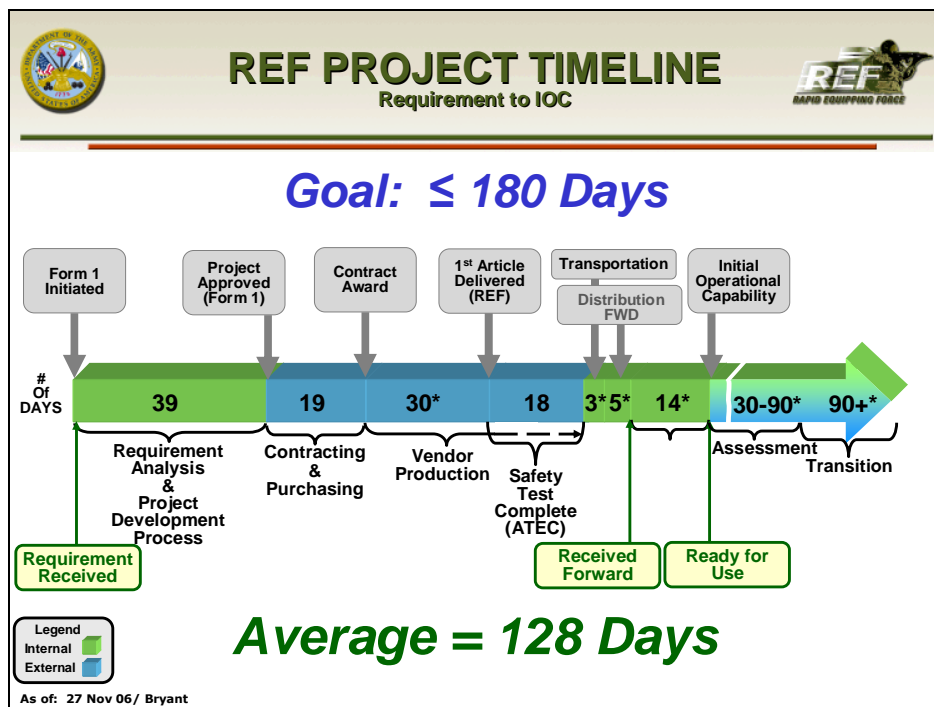 REF PROJECT TIMELINE
Requirement to IOC
REF
RAPID EQUIPPING FORCE
Goal: ≤ 180 Days
Form 1
Initiated
Project
Approved
(Form 1)
Contract
Award
1st Article
Delivered
(REF)
Transportation
Distribution
FWD
Initial
Operational
Capability
#
Of
DAYS
39
19
30*
18
3*
5*
14*
30-90*
90+*
Requirement
Analysis
&
Project
Development
Process
Contracting
&
Purchasing
Vendor
Production
Safety
Test
Complete
(ATEC)
Assessment
Transition
Requirement
Received
Received
Forward
Ready for
Use
Average = 128 Days
Legend
Internal
External
As of: 27 Nov 06/ Bryant